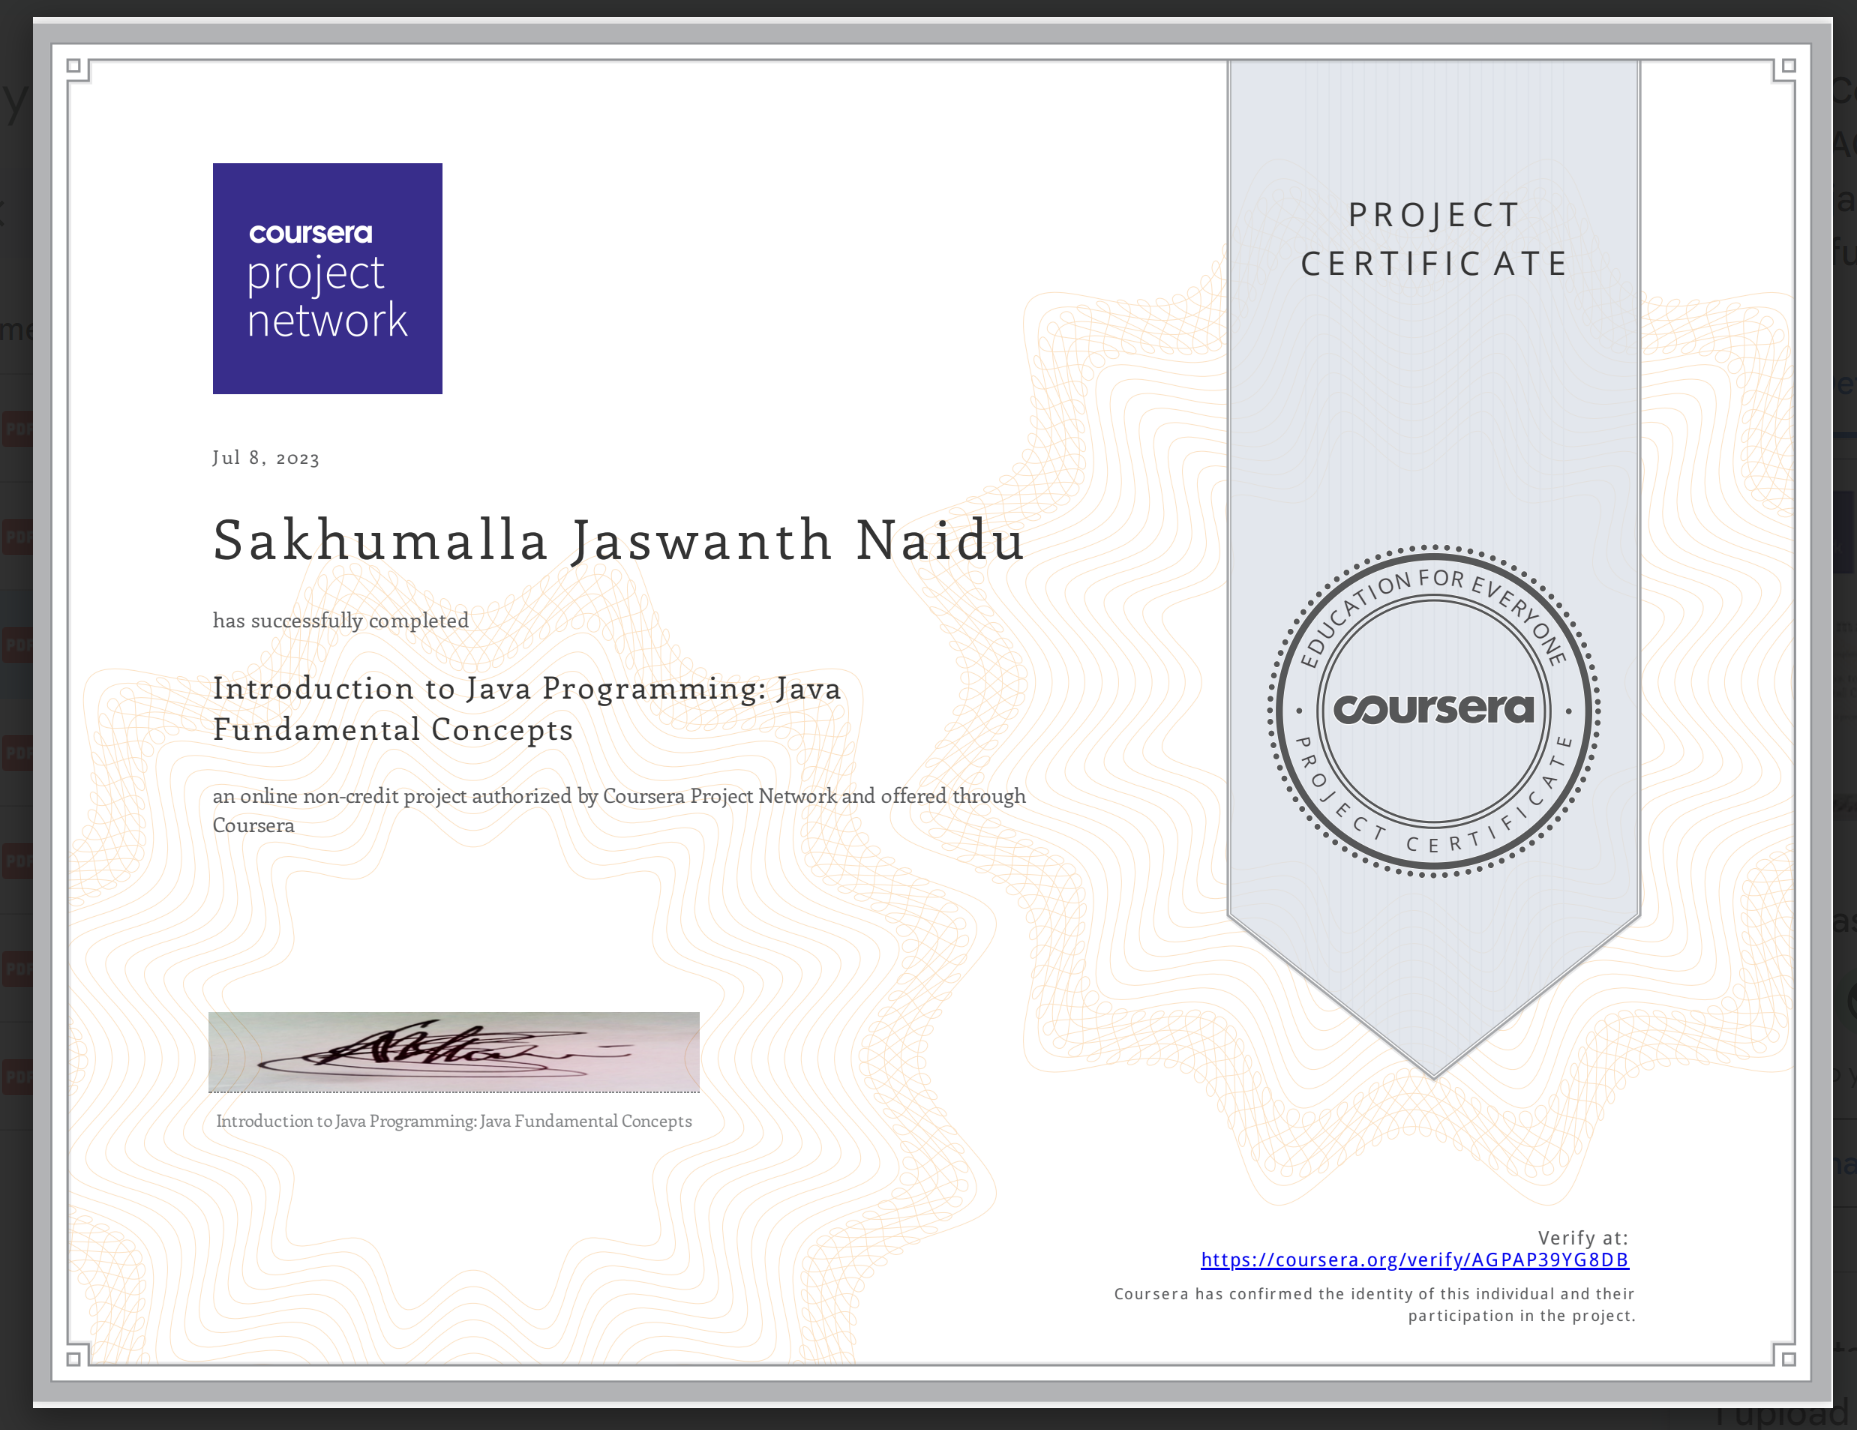 coursera
project
network
PROJECT
CERTIFICATE
Jul 8, 2023
Sakhumalla Jaswanth Naidu
has successfully completed
Introduction to Java Programming: Java
Fundamental Concepts
an online non-credit project authorized by Coursera Project Network and offered through
Coursera
EDUCATION FOR EVERYONE
coursera
PROJECT CERTIFICATE
Introduction to Java Programming: Java Fundamental Concepts
Verify at:
https://coursera.org/verify/AGPAP39YG8DB
Coursera has confirmed the identity of this individual and their
participation in the project.